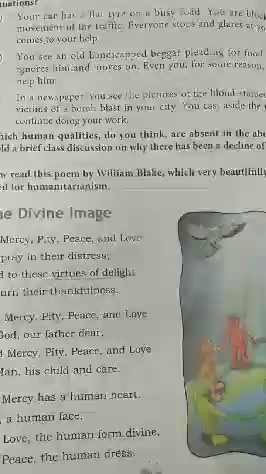 tuations?
Your car has a flat tyre on a busy road. You are block
movement of the traffic. Everyone stops and glares at yo
comes to your help.
You see an old handicapped beggar pleading for food
ignores him and moves on. Even you, for some reason,
help him.
In a newspaper you see the pictures of the blood-stained
victims of a bomb blast in your city. You cast aside the
continue doing your work.
hich human qualities, do you think, are absent in the abo
ld a brief class discussion on why there has been a decline of
w read this poem by William Blake, which very beautifully
ed for humanitarianism.
he Divine Image
Mercy, Pity, Peace, and Love
pray in their distress;
d to these virtues of delight
urn their thankfulness.
Mercy, Pity, Peace, and Love
God, our father dear,
d Mercy, Pity, Peace, and Love
Man, his child and care.
Mercy has a human heart,
, a human face,
Love, the human form divine,
Peace, the human dress.